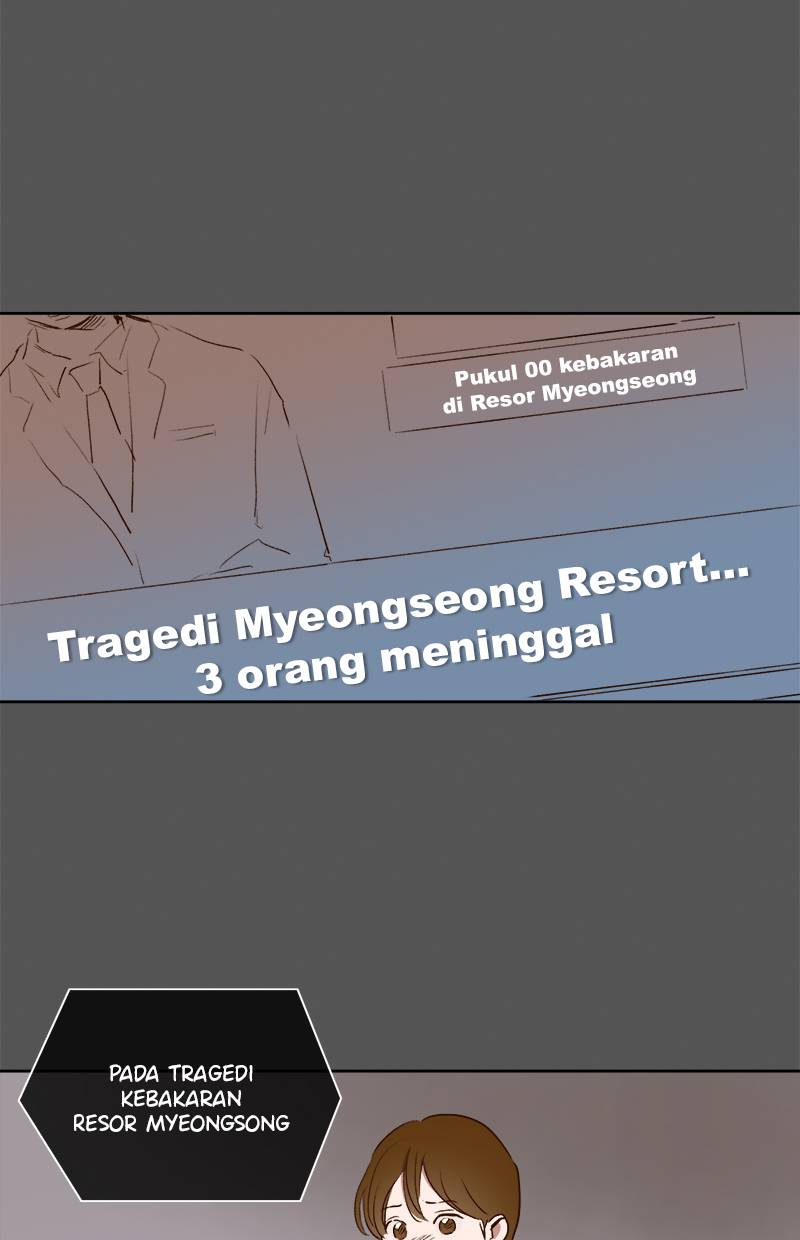 Pukul 00 kebakaran
di Resor Myeongseong
Tragedi Myeongseong Resort...
3 orang meninggal
PADA TRAGEDI
KEBAKARAN
RESOR MYEONGSONG